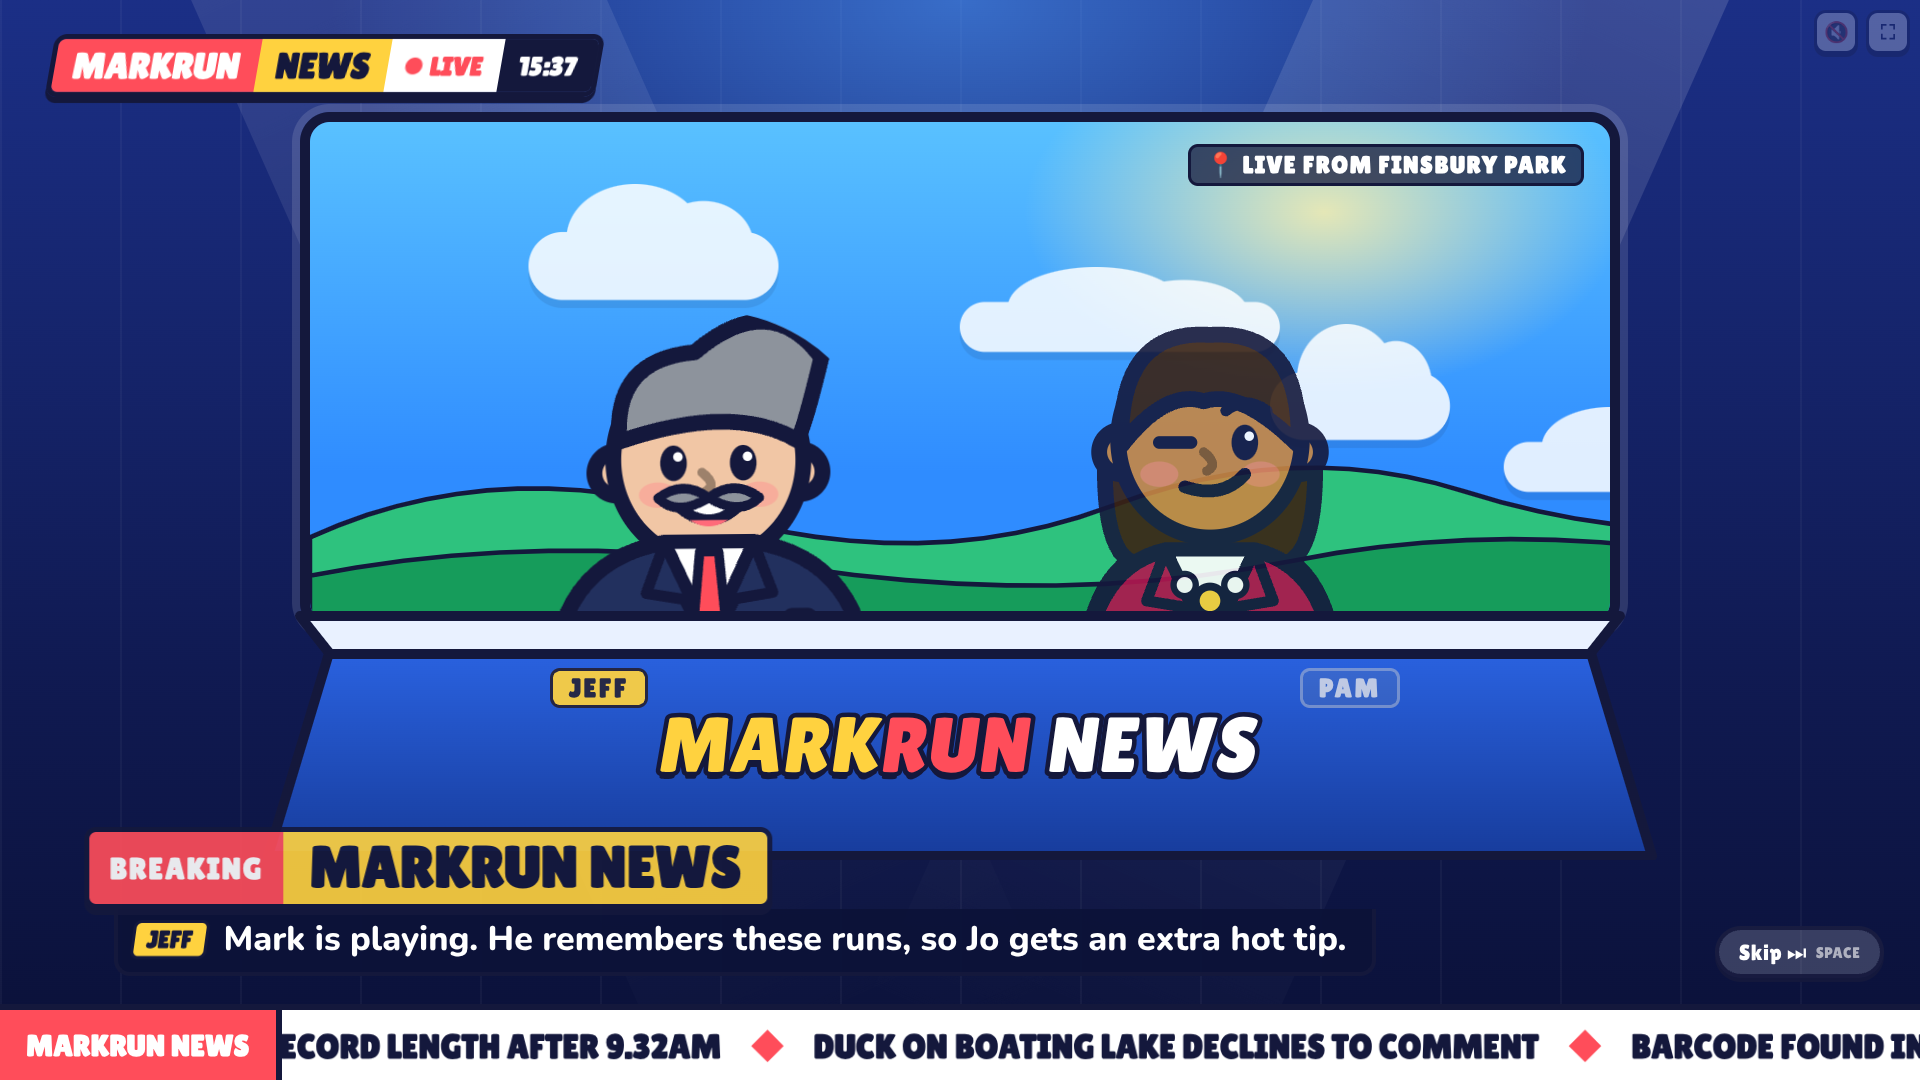 MARKRUN NEWS LIVE 15:37
LIVE FROM FINSBURY PARK
JEFF
PAM
MARKRUN NEWS
BREAKING MARKRUN NEWS
JEFF Mark is playing. He remembers these runs, so Jo gets an extra hot tip.
Skip SPACE
MARKRUN NEWS ECORD LENGTH AFTER 9.32AM DUCK ON BOATING LAKE DECLINES TO COMMENT BARCODE FOUND IN